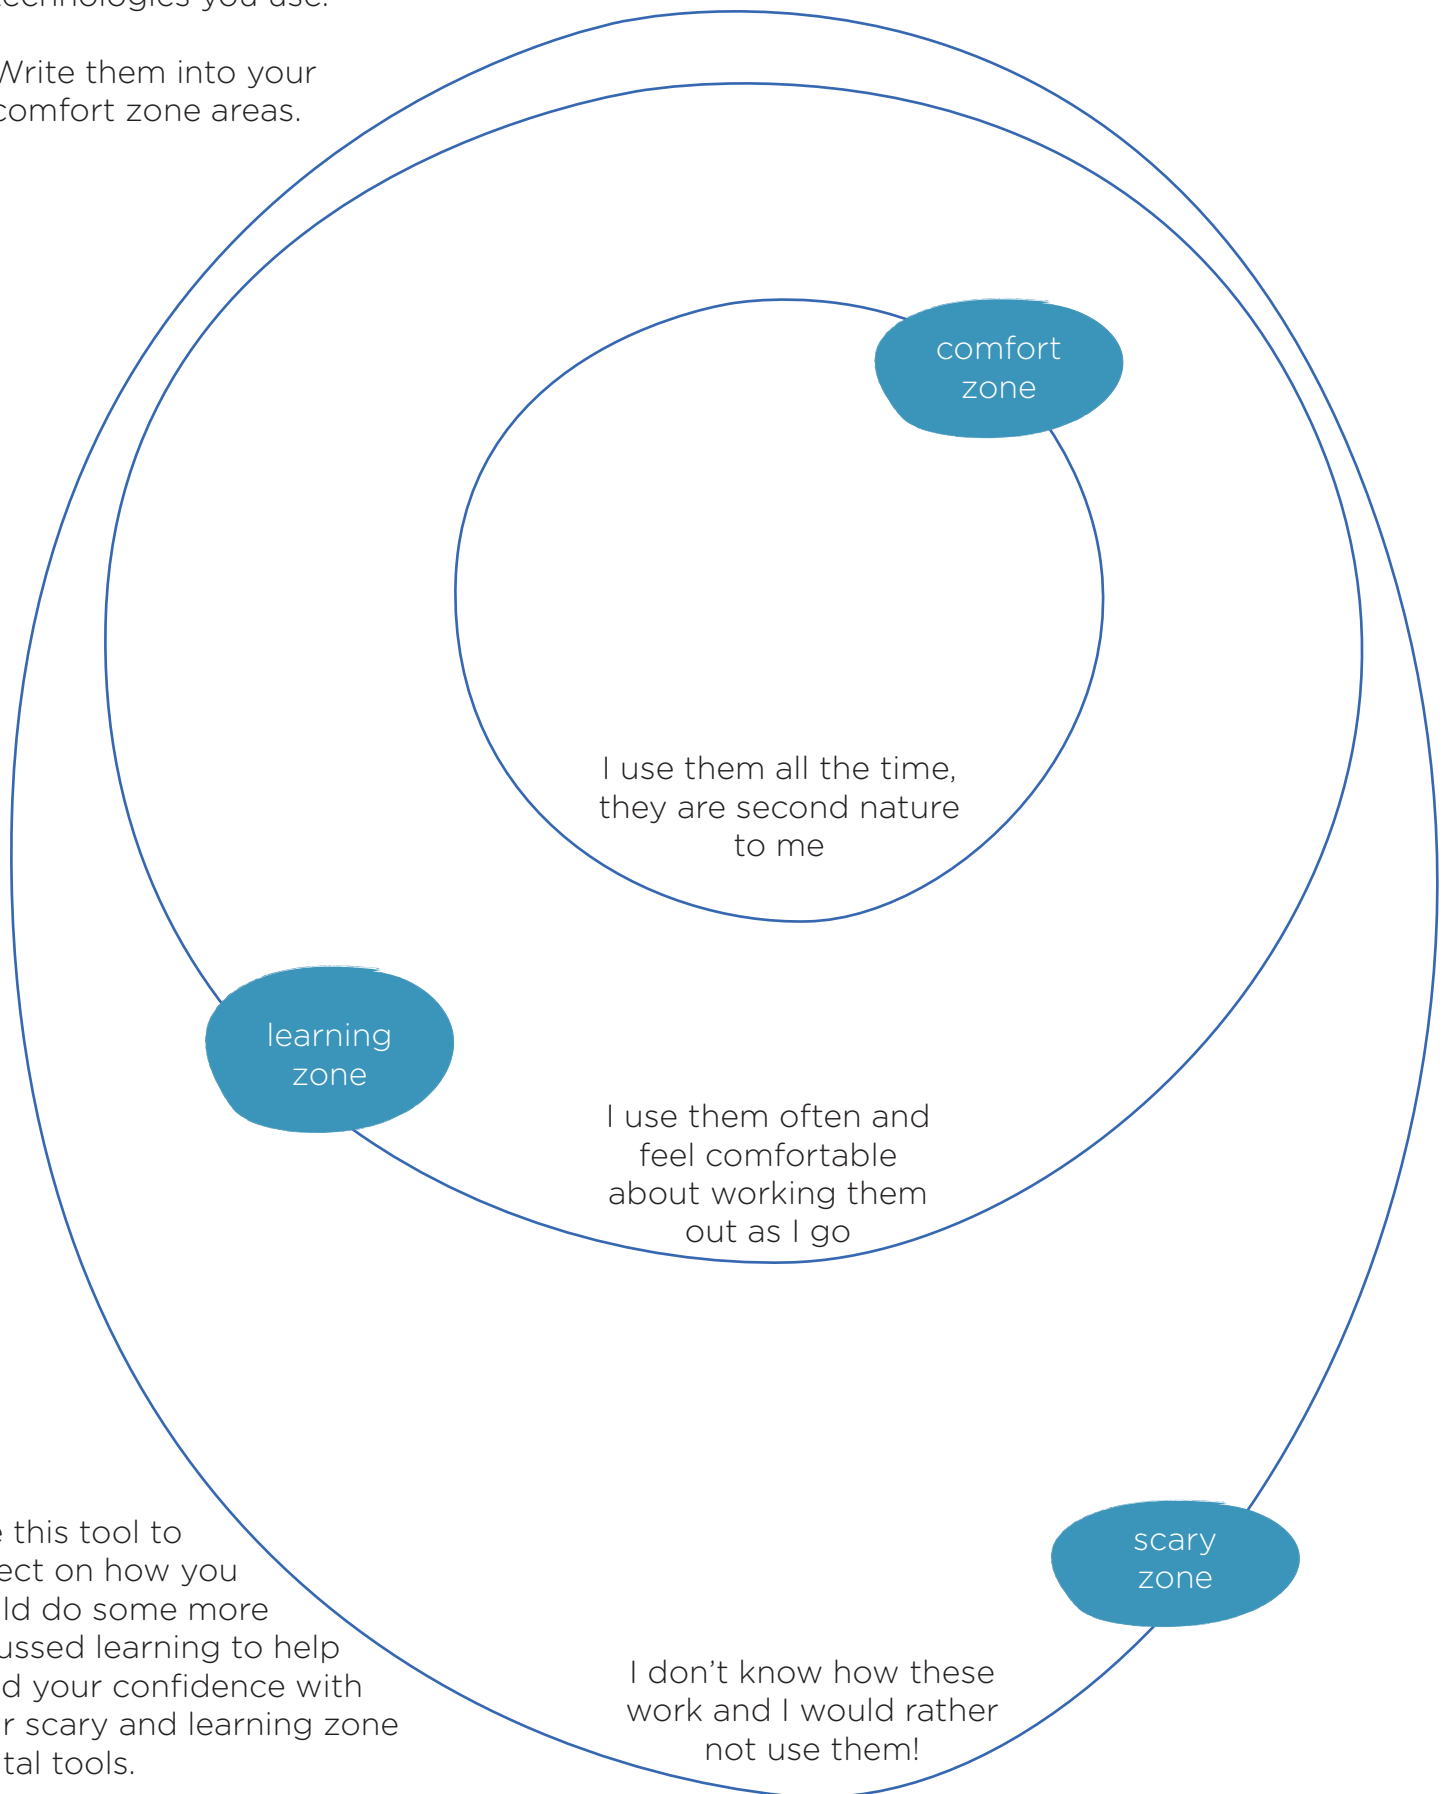 technologies you use.
Write them into your
comfort zone areas.
comfort
zone
I use them all the time,
they are second nature
to me
learning
zone
I use them often and
feel comfortable
about working them
out as I go
scary
zone
this tool to
on how you
do some more
learning to help
your confidence with
scary and learning zone
tools.
I don’t know how these
work and I would rather
not use them!